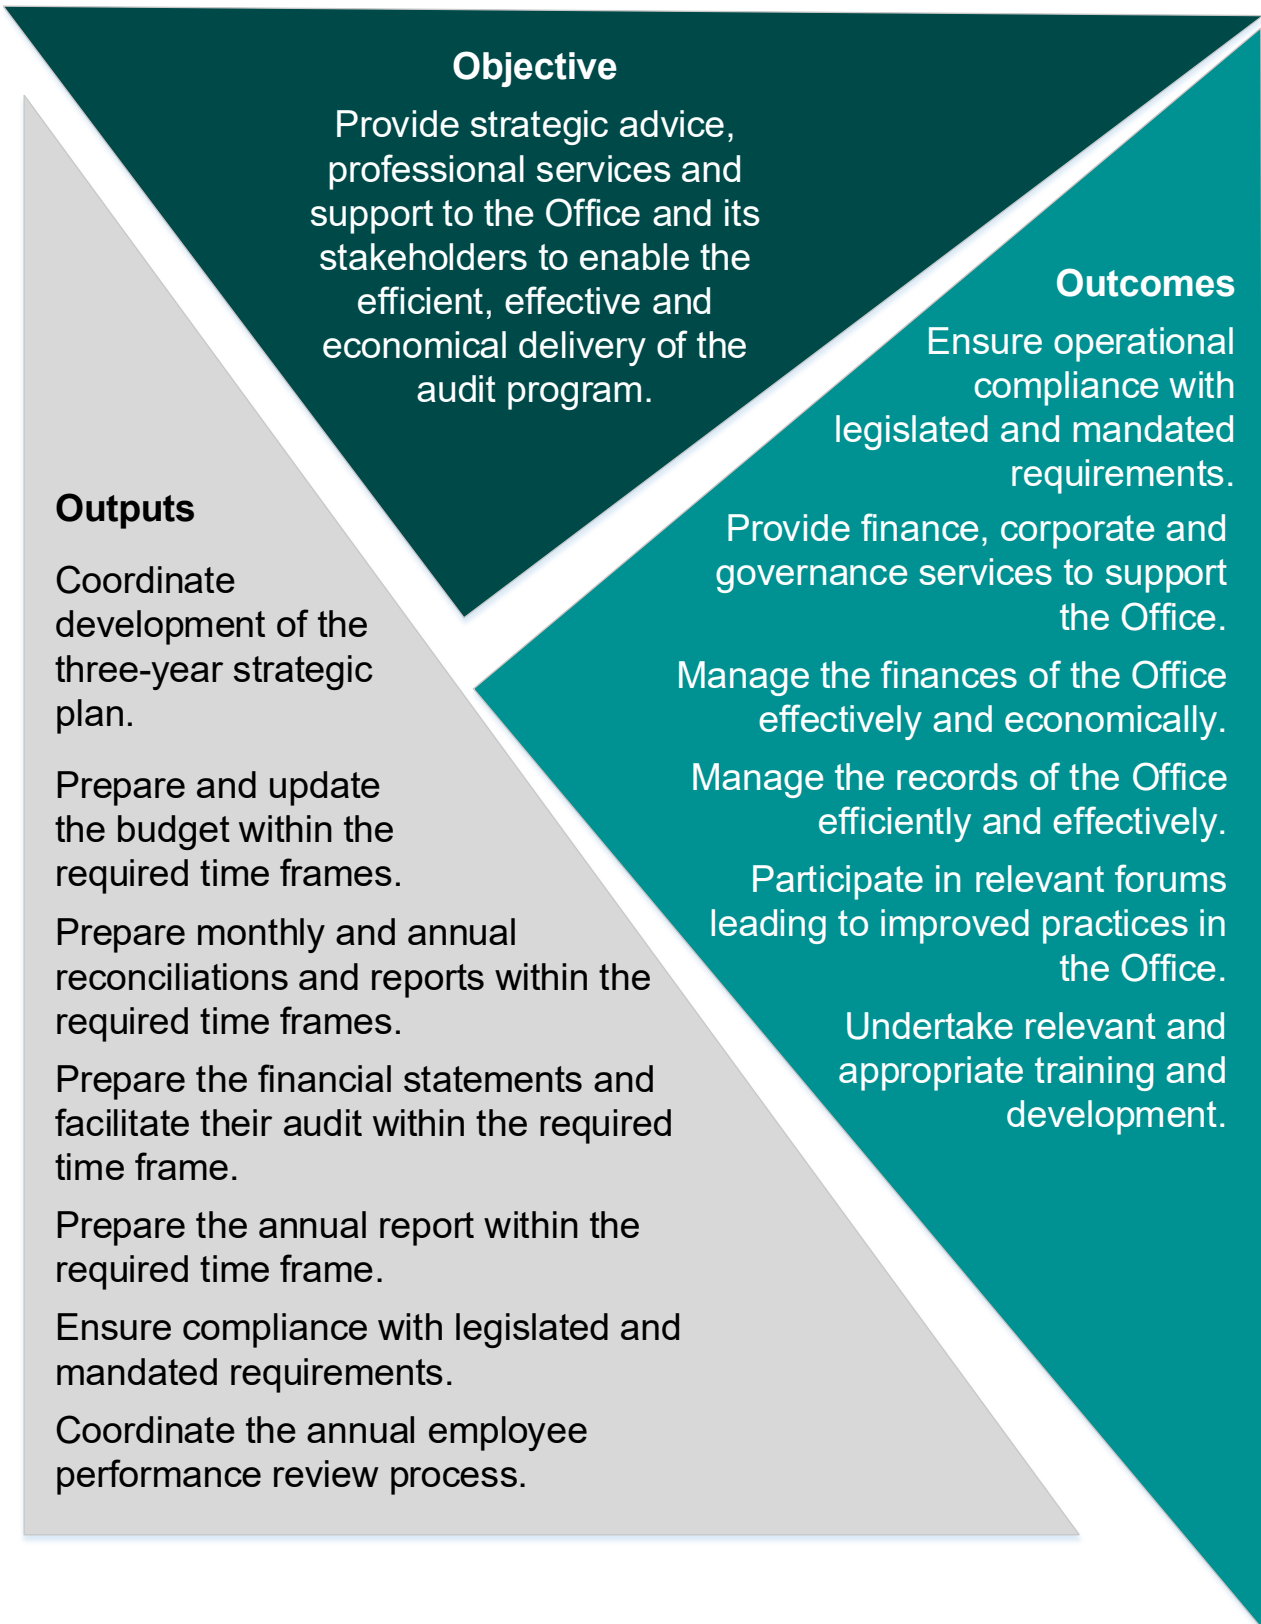 Objective
Provide strategic advice,
professional services and
support to the Office and its
stakeholders to enable the
efficient, effective and
economical delivery of the
audit program.
Outcomes
Ensure operational
compliance with
legislated and mandated
requirements.
Provide finance, corporate and
governance services to support
the Office.
Manage the finances of the Office
effectively and economically.
Manage the records of the Office
efficiently and effectively.
Participate in relevant forums
leading to improved practices in
the Office.
Undertake relevant and
appropriate training and
development.
Outputs
Coordinate
development of the
three-year strategic
plan.
Prepare and update
the budget within the
required time frames.
Prepare monthly and annual
reconciliations and reports within the
required time frames.
Prepare the financial statements and
facilitate their audit within the required
time frame.
Prepare the annual report within the
required time frame.
Ensure compliance with legislated and
mandated requirements.
Coordinate the annual employee
performance review process.